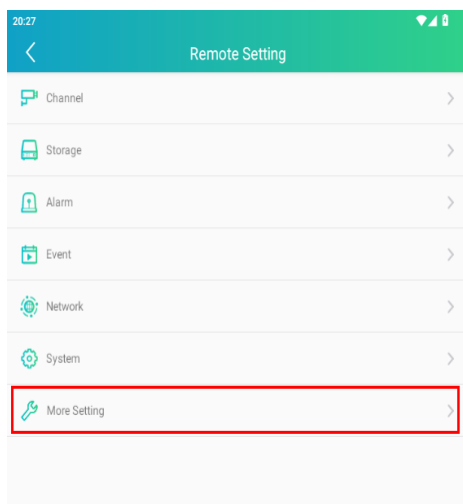 20:27
Remote Setting
Channel
Storage
Alarm
Event
Network
System
More Setting